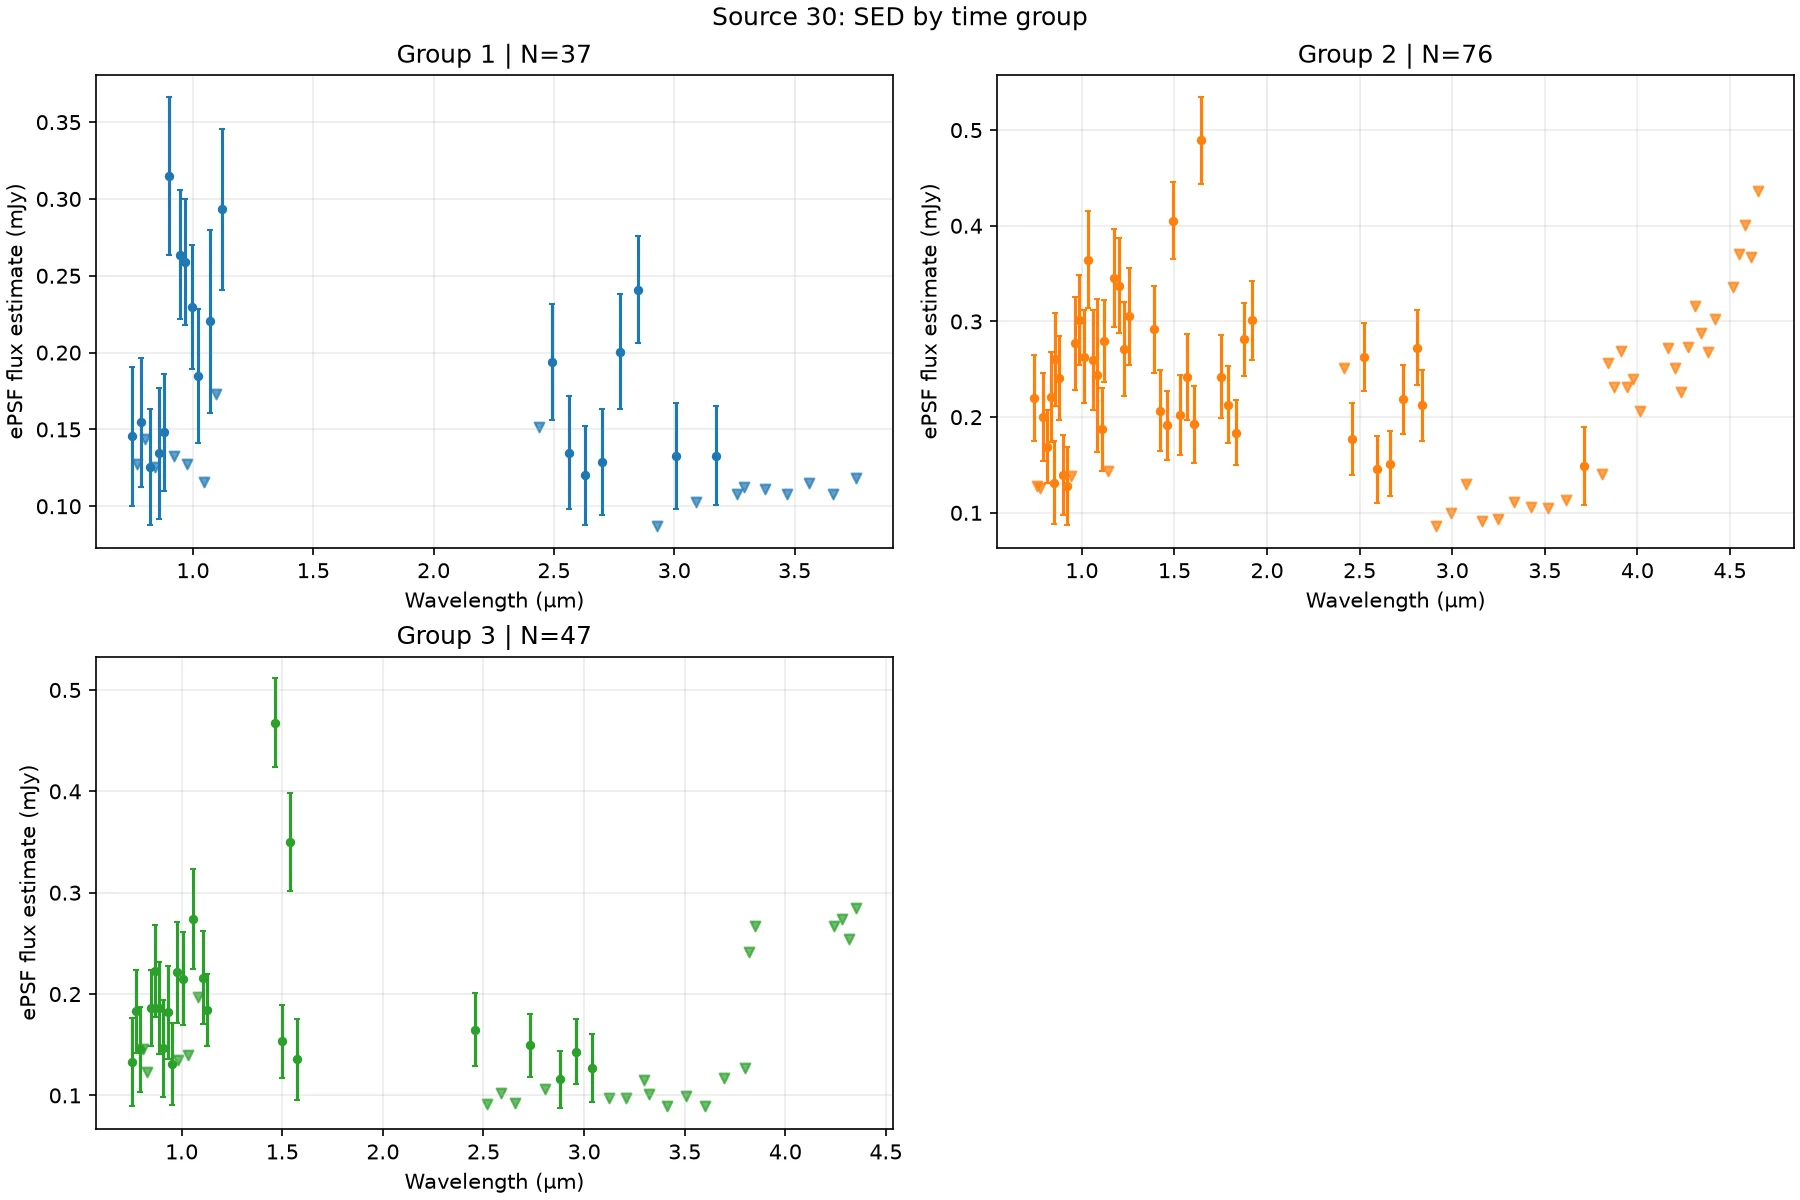 Source 30: SED by time group
Group 1 | N=37
ePSF flux estimate (mJy)
0.35
0.30
0.25
0.20
0.15
0.10
1.0 1.5 2.0 2.5 3.0 3.5
Wavelength (μm)
Group 2 | N=76
ePSF flux estimate (mJy)
0.5
0.4
0.3
0.2
0.1
1.0 1.5 2.0 2.5 3.0 3.5 4.0 4.5
Wavelength (μm)
Group 3 | N=47
ePSF flux estimate (mJy)
0.5
0.4
0.3
0.2
0.1
1.0 1.5 2.0 2.5 3.0 3.5 4.0 4.5
Wavelength (μm)